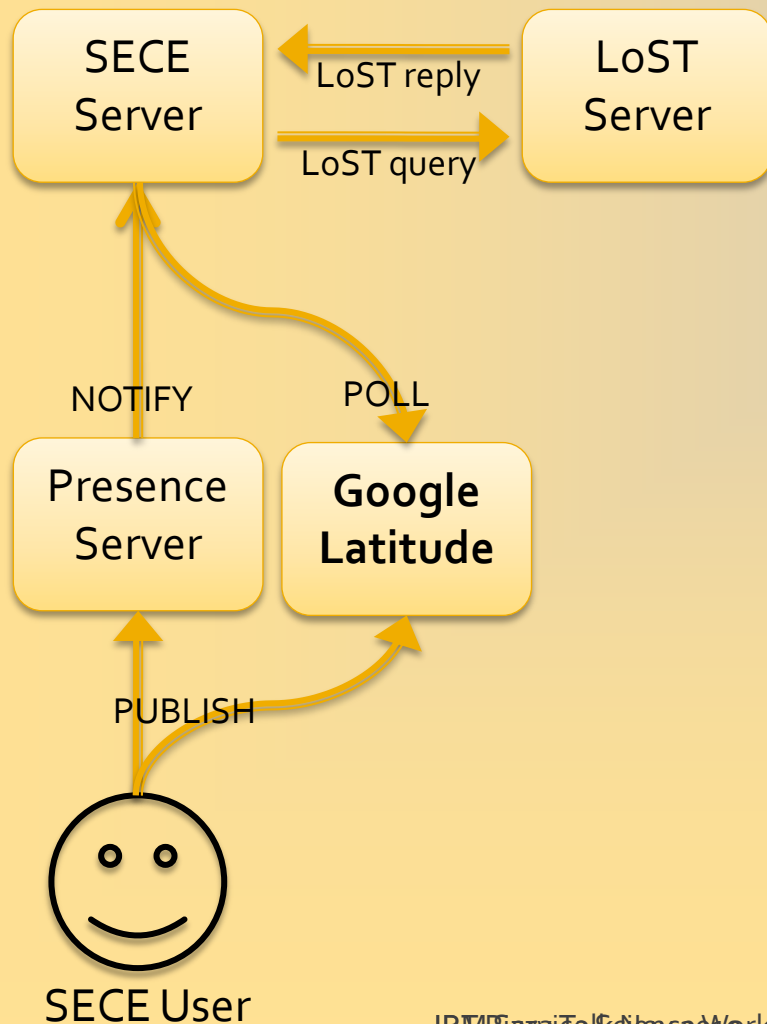 SECE
Server
LoST reply
LoST query
LoST
Server
NOTIFY
POLL
Presence
Server
Google
Latitude
PUBLISH
SECE User